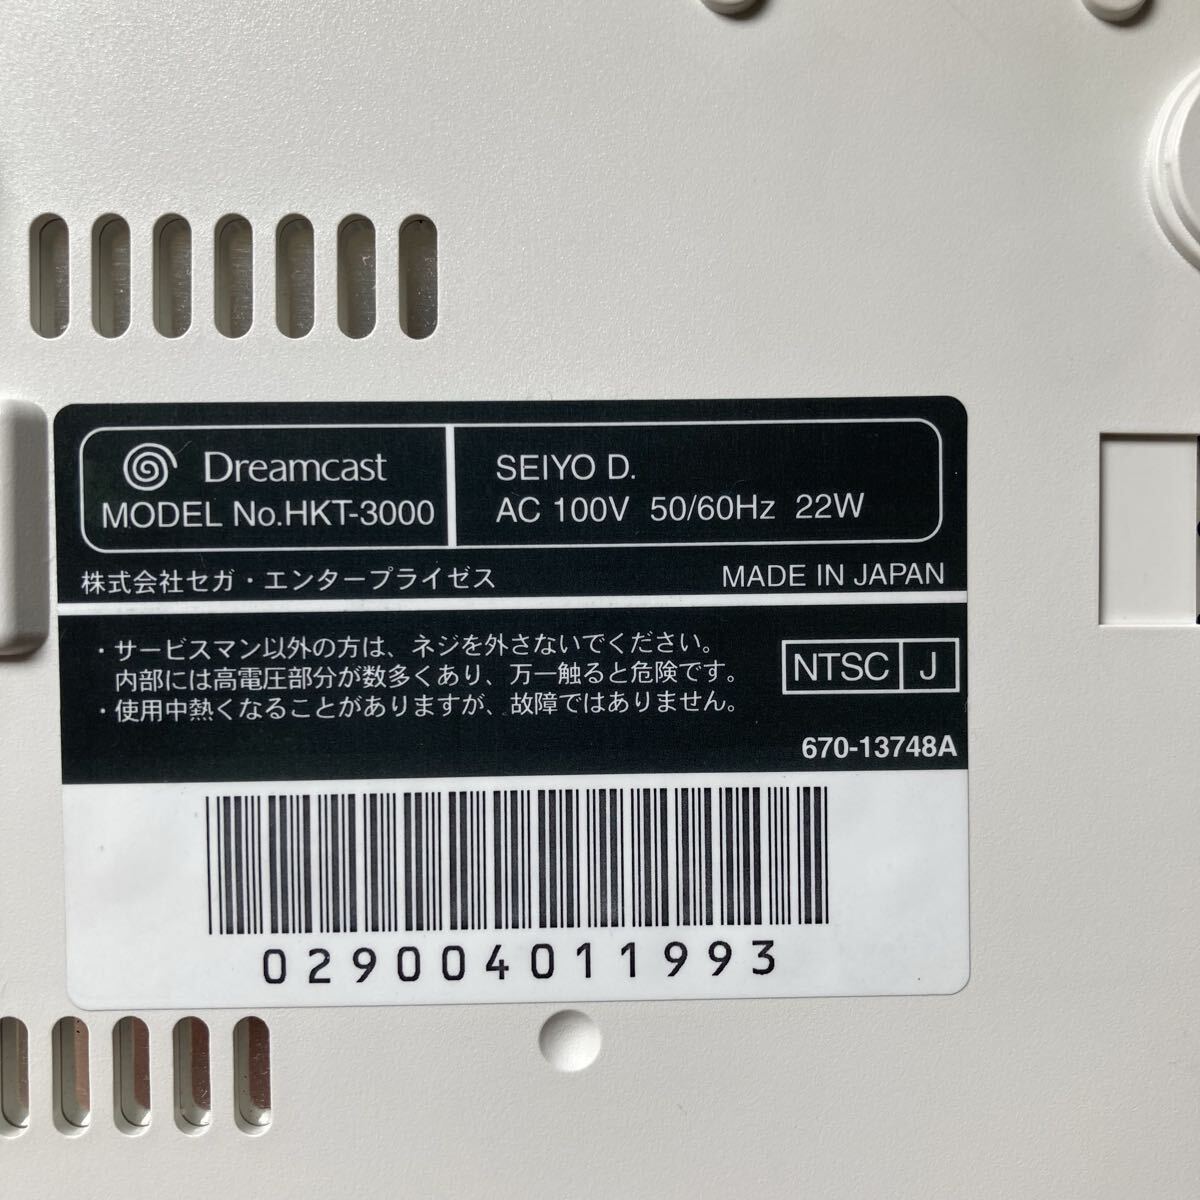 Dreamcast
MODEL No.HKT-3000
SEIYO D.
AC 100V 50/60Hz 22W
株式会社セガ・エンタープライゼス
MADE IN JAPAN
・サービスマン以外の方は、ネジを外さないでください。
内部には高電圧部分が数多くあり、万一触ると危険です。
・使用中熱くなることがありますが、故障ではありません。
NTSC J
670-13748A
029004011993